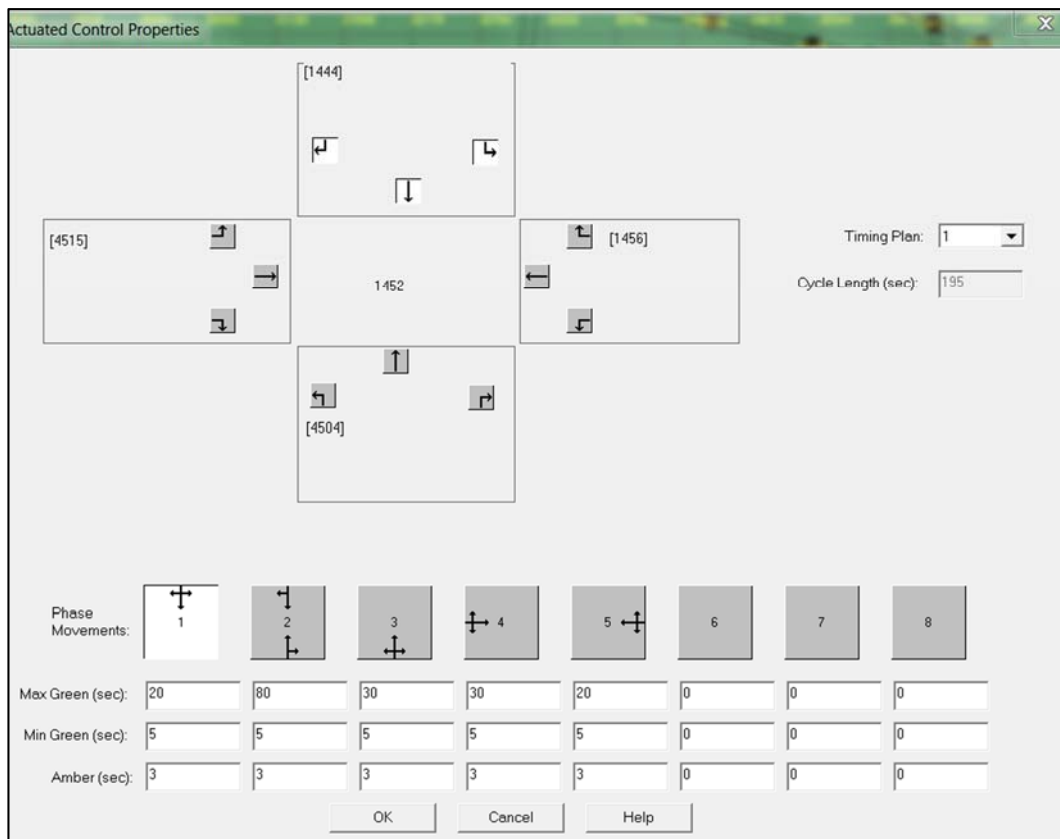 Actuated Control Properties
[1444]
[4515]
[1456]
1452
[4504]
Timing Plan: 1
Cycle Length (sec): 195
Phase Movements: 1 2 3 4 5 6 7 8
Max Green (sec): 20 80 30 30 20 0 0 0
Min Green (sec): 5 5 5 5 5 0 0 0
Amber (sec): 3 3 3 3 3 0 0 0
OK Cancel Help